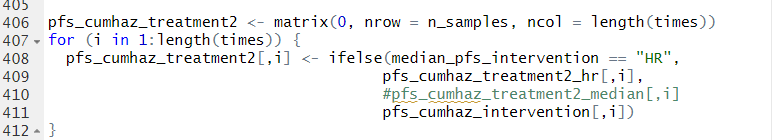 405
406 pfs_cumhaz_treatment2 <- matrix(0, nrow = n_samples, ncol = length(times))
407 for (i in 1:length(times)) {
408 pfs_cumhaz_treatment2[,i] <- ifelse(median_pfs_intervention == "HR",
409 pfs_cumhaz_treatment2_hr[,i],
410 #pfs_cumhaz_treatment2_median[,i]
411 pfs_cumhaz_intervention[,i])
412 }